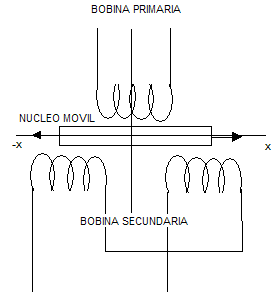 BOBINA PRIMARIA
NUCLEO MOVIL
-x
x
BOBINA SECUNDARIA